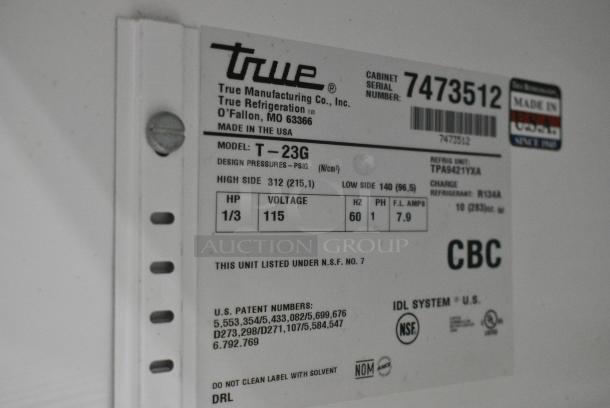 true®
True Manufacturing Co., Inc.
True Refrigeration
O'Fallon, MO 63366
MADE IN THE USA
CABINET SERIAL NUMBER: 7473512
7473512
MADE IN
U.S.A.
SINCE 1945
MODEL: T-23G
DESIGN PRESSURES-PSIG (N/cm²)
HIGH SIDE 312 (215,1) LOW SIDE 140 (96,5)
REFRIG UNIT:
TPA9421YXA
CHARGE
REFRIGERANT: R134A
10 (283) oz. (g)
HP VOLTAGE HZ PH F.L. AMPS
1/3 115 60 1 7.9
AUCTION GROUP
THIS UNIT LISTED UNDER N.S.F. NO. 7
CBC
U.S. PATENT NUMBERS:
5,553,354/5,433,082/5,699,676
D273,298/D271,107/5,584,547
6.792.769
IDL SYSTEM U.S.
NSF
UL
NOM ANCE
DO NOT CLEAN LABEL WITH SOLVENT
DRL